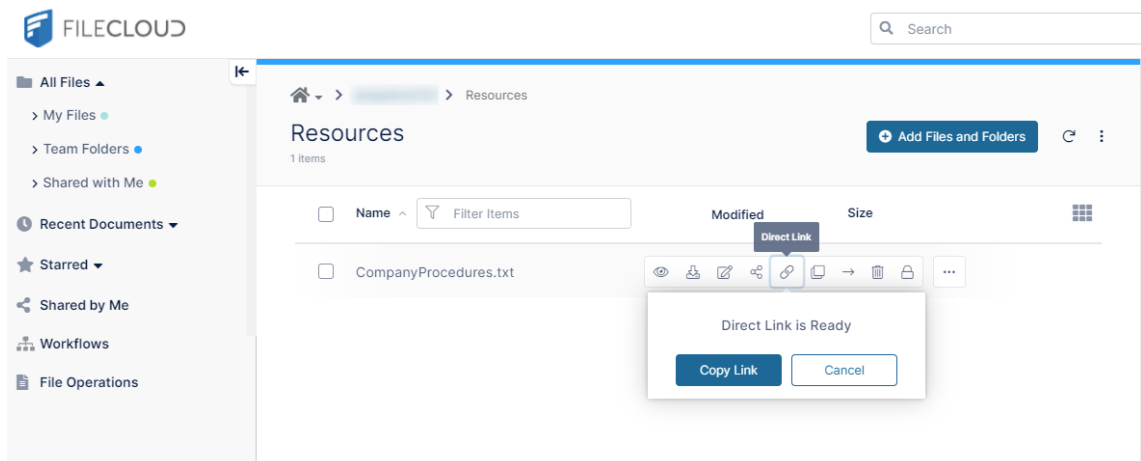 FILECLOUD
Search
All Files
My Files
Team Folders
Shared with Me
Recent Documents
Starred
Shared by Me
Workflows
File Operations
Resources
Resources
1 items
Add Files and Folders
Name
Filter Items
Modified
Size
Direct Link
CompanyProcedures.txt
Direct Link is Ready
Copy Link
Cancel